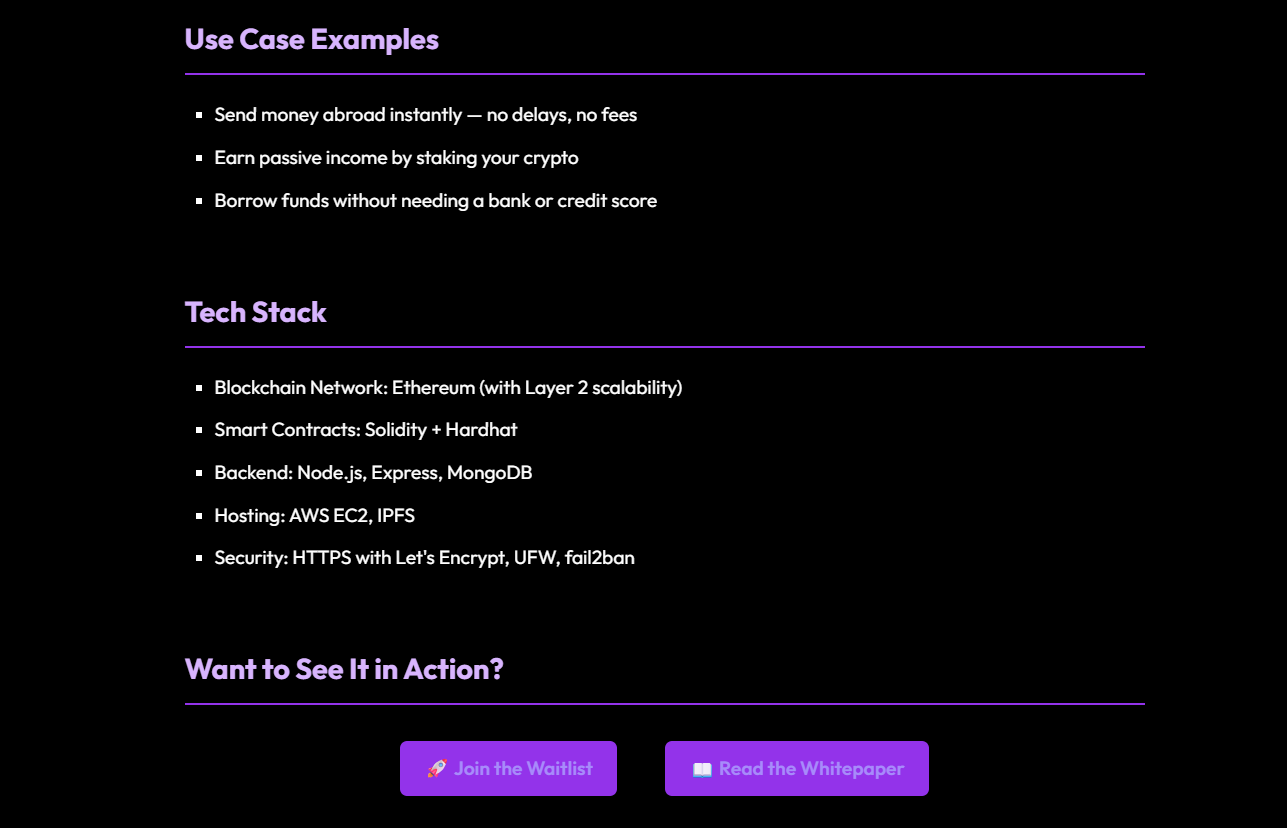 Use Case Examples
Send money abroad instantly — no delays, no fees
Earn passive income by staking your crypto
Borrow funds without needing a bank or credit score
Tech Stack
Blockchain Network: Ethereum (with Layer 2 scalability)
Smart Contracts: Solidity + Hardhat
Backend: Node.js, Express, MongoDB
Hosting: AWS EC2, IPFS
Security: HTTPS with Let's Encrypt, UFW, fail2ban
Want to See It in Action?
🚀 Join the Waitlist
📖 Read the Whitepaper